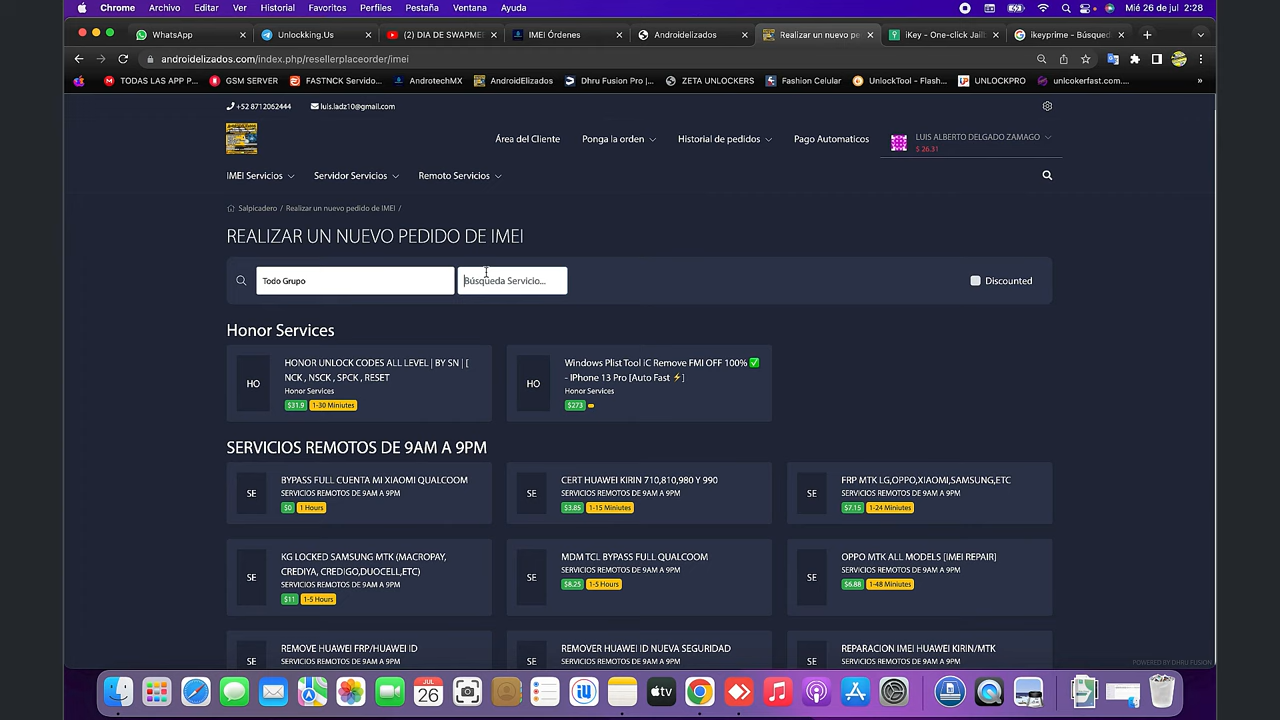 Chrome Archivo Editar Ver Historial Favoritos Perfiles Pestaña Ventana Ayuda Mié 26 de jul 2:28
WhatsApp × Unlockking.Us × (2) DIA DE SWAPME × IMEI Órdenes × Androidelizados × Realizar un nuevo pe × iKey - One-click Jail × ikeyprime - Búsqued ×
androidelizados.com/index.php/resellerplaceorder/imei
TODAS LAS APP P... GSM SERVER FASTNCK Servido... AndrotechMX AndroidElizados Dhru Fusion Pro |... ZETA UNLOCKERS Fashion Celular UnlockTool - Flash... UNLOCKPRO unlcokerfast.com... »
+52 8712062444 luis.ladz10@gmail.com
Área del Cliente Ponga la orden Historial de pedidos Pago Automaticos LUIS ALBERTO DELGADO ZAMAGO
$ 26.31
IMEI Servicios Servidor Servicios Remoto Servicios
Salpicadero / Realizar un nuevo pedido de IMEI /
REALIZAR UN NUEVO PEDIDO DE IMEI
Todo Grupo Búsqueda Servicio... Discounted
Honor Services
HO
HONOR UNLOCK CODES ALL LEVEL | BY SN | [
NCK , NSCK , SPCK , RESET
Honor Services
$31.9 1-30 Miniutes
HO
Windows Plist Tool IC Remove FMI OFF 100% ✅
- IPhone 13 Pro [Auto Fast ⚡]
Honor Services
$273
SERVICIOS REMOTOS DE 9AM A 9PM
SE
BYPASS FULL CUENTA MI XIAOMI QUALCOOM
SERVICIOS REMOTOS DE 9AM A 9PM
$0 1 Hours
SE
CERT HUAWEI KIRIN 710,810,980 Y 990
SERVICIOS REMOTOS DE 9AM A 9PM
$3.85 1-15 Miniutes
SE
FRP MTK LG,OPPO,XIAOMI,SAMSUNG,ETC
SERVICIOS REMOTOS DE 9AM A 9PM
$7.15 1-24 Miniutes
SE
KG LOCKED SAMSUNG MTK (MACROPAY,
CREDIYA, CREDIGO,DUOCELL,ETC)
SERVICIOS REMOTOS DE 9AM A 9PM
$11 1-5 Hours
SE
MDM TCL BYPASS FULL QUALCOOM
SERVICIOS REMOTOS DE 9AM A 9PM
$8.25 1-5 Hours
SE
OPPO MTK ALL MODELS [IMEI REPAIR]
SERVICIOS REMOTOS DE 9AM A 9PM
$6.88 1-48 Miniutes
SE
REMOVE HUAWEI FRP/HUAWEI ID
SERVICIOS REMOTOS DE 9AM A 9PM
SE
REMOVER HUAWEI ID NUEVA SEGURIDAD
SERVICIOS REMOTOS DE 9AM A 9PM
SE
REPARACION IMEI HUAWEI KIRIN/MTK
SERVICIOS REMOTOS DE 9AM A 9PM
POWERED BY DHRU FUSION
JUL
26
tv